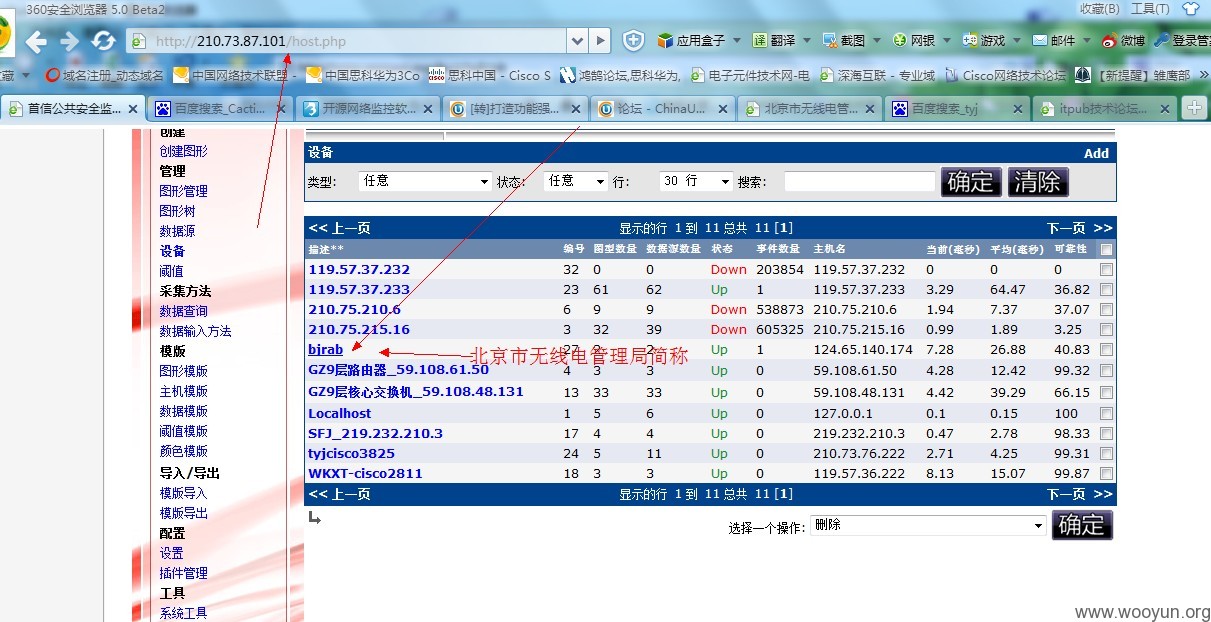 360安全浏览器 5.0 Beta2 收藏(B) 工具(T)
http://210.73.87.101/host.php 应用盒子 翻译 截图 网银 游戏 邮件 微博 登录管
藏 域名注册_动态域名 中国网络技术联盟 - 中国思科华为3Co 思科中国 - Cisco S 鸿鹄论坛,思科华为, 电子元件技术网-电 深海互联 - 专业域 Cisco网络技术论坛 【新提醒】雏鹰部 »
首信公共安全监... 百度搜索_Cacti... 开源网络监控软... [转]打造功能强... 论坛 - ChinaU... 北京市无线电管... 百度搜索_tyj itpub技术论坛...
创建
创建图形
管理
图形管理
图形树
数据源
设备
阈值
采集方法
数据查询
数据输入方法
模版
图形模版
主机模版
数据模版
阈值模版
颜色模版
导入/导出
模版导入
模版导出
配置
设置
插件管理
工具
系统工具
设备 Add
类型: 任意 状态: 任意 行: 30 行 搜索: 确定 清除
<< 上一页 显示的行 1 到 11 总共 11 [1] 下一页 >>
描述** 编号 图型数量 数据源数量 状态 事件数量 主机名 当前(毫秒) 平均(毫秒) 可靠性
119.57.37.232 32 0 0 Down 203854 119.57.37.232 0 0 0
119.57.37.233 23 61 62 Up 1 119.57.37.233 3.29 64.47 36.82
210.75.210.6 6 9 9 Down 538873 210.75.210.6 1.94 7.37 37.07
210.75.215.16 3 32 39 Down 605325 210.75.215.16 0.99 1.89 3.25
bjrab 27 2 2 Up 1 124.65.140.174 7.28 26.88 40.83
北京市无线电管理局简称
GZ9层路由器_59.108.61.50 4 3 3 Up 0 59.108.61.50 4.28 12.42 99.32
GZ9层核心交换机_59.108.48.131 13 33 33 Up 0 59.108.48.131 4.42 39.29 66.15
Localhost 1 5 6 Up 0 127.0.0.1 0.1 0.15 100
SFJ_219.232.210.3 17 4 4 Up 0 219.232.210.3 0.47 2.78 98.33
tyjcisco3825 24 5 11 Up 0 210.73.76.222 2.71 4.25 99.31
WKXT-cisco2811 18 3 3 Up 0 119.57.36.222 8.13 15.07 99.87
<< 上一页 显示的行 1 到 11 总共 11 [1] 下一页 >>
选择一个操作: 删除 确定
www.wooyun.org